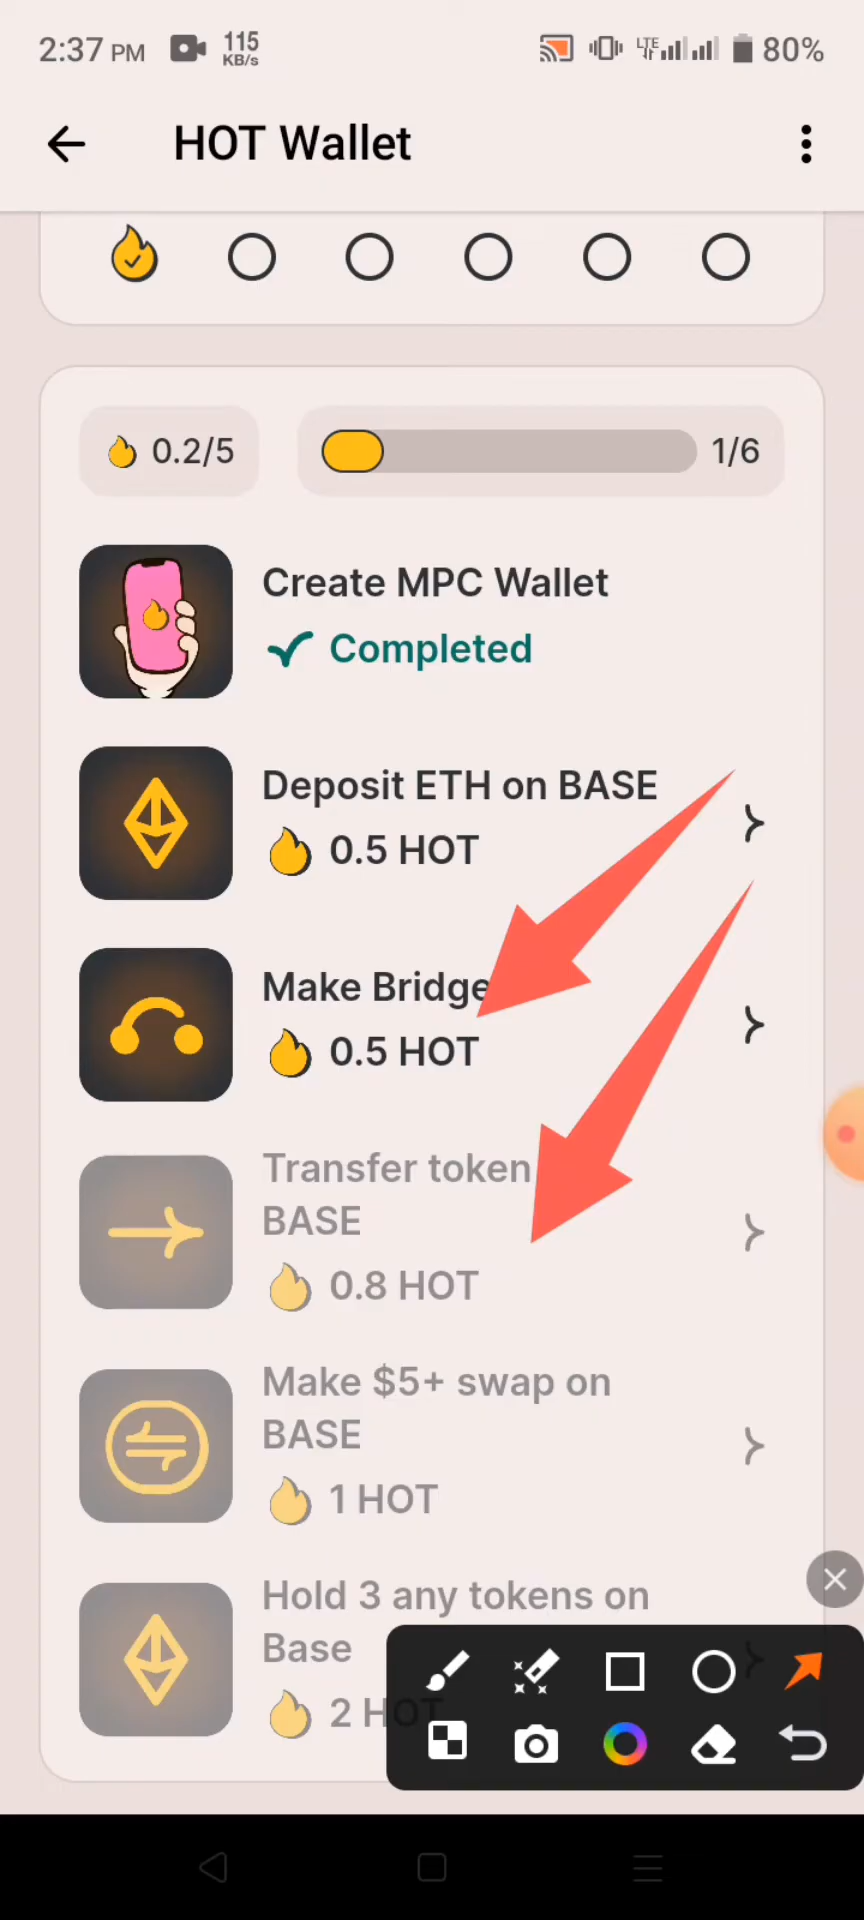 2:37 PM 115 KB/s LTE 80%
HOT Wallet
0.2/5 1/6
Create MPC Wallet
Completed
Deposit ETH on BASE
0.5 HOT
Make Bridge
0.5 HOT
Transfer token
BASE
0.8 HOT
Make $5+ swap on
BASE
1 HOT
Hold 3 any tokens on
Base
2 HOT